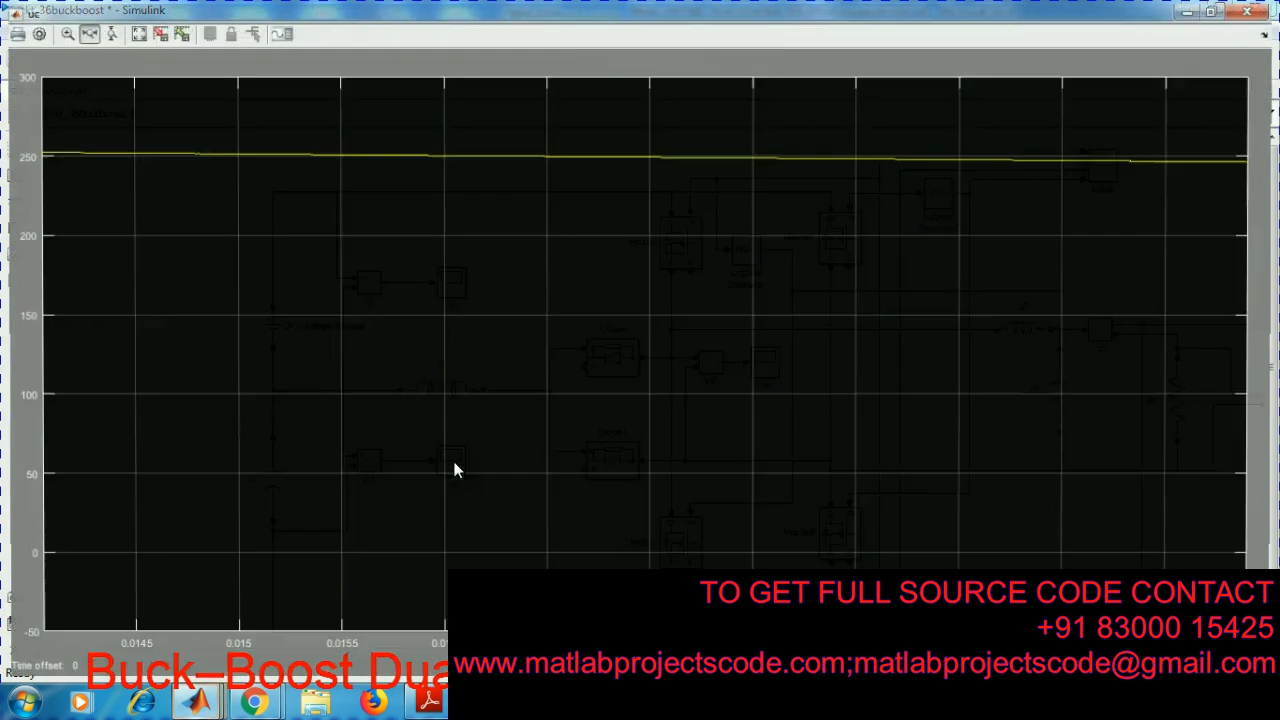 36buckboost * - Simulink
uc
300
250
200
150
100
50
0
-50
0.0145
0.015
0.0155
Time offset: 0
Buck–Boost Dua
TO GET FULL SOURCE CODE CONTACT
+91 83000 15425
www.matlabprojectscode.com;matlabprojectscode@gmail.com